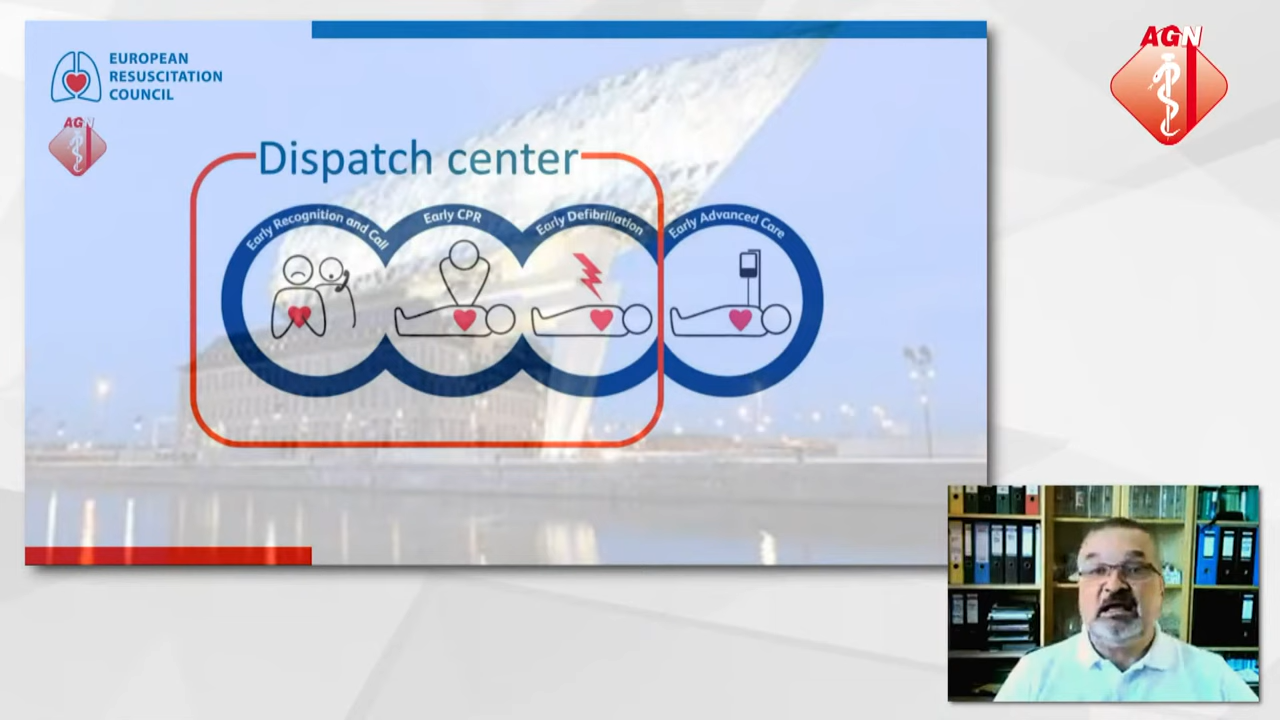 EUROPEAN
RESUSCITATION
COUNCIL
AGN
AGN
Dispatch center
Early Recognition and Call
Early CPR
Early Defibrillation
Early Advanced Care